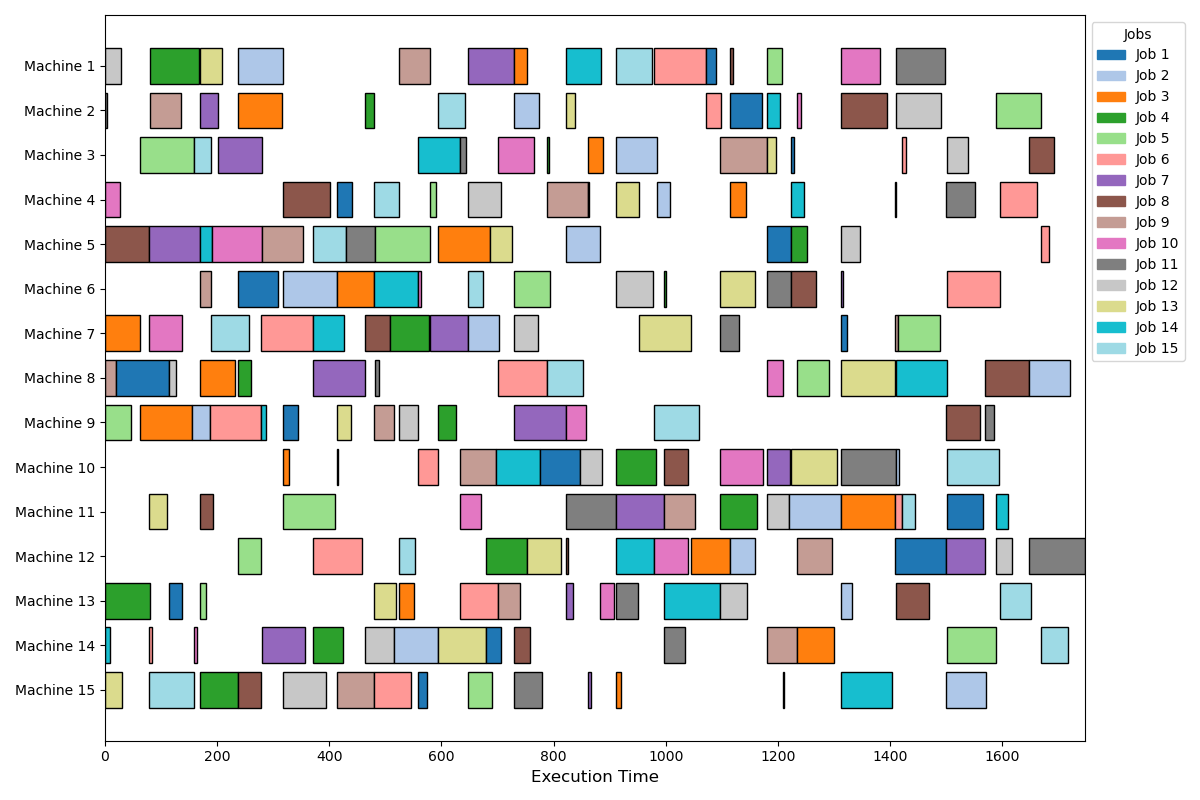 Machine 1
Machine 2
Machine 3
Machine 4
Machine 5
Machine 6
Machine 7
Machine 8
Machine 9
Machine 10
Machine 11
Machine 12
Machine 13
Machine 14
Machine 15
0 200 400 600 800 1000 1200 1400 1600
Execution Time
Jobs
Job 1
Job 2
Job 3
Job 4
Job 5
Job 6
Job 7
Job 8
Job 9
Job 10
Job 11
Job 12
Job 13
Job 14
Job 15